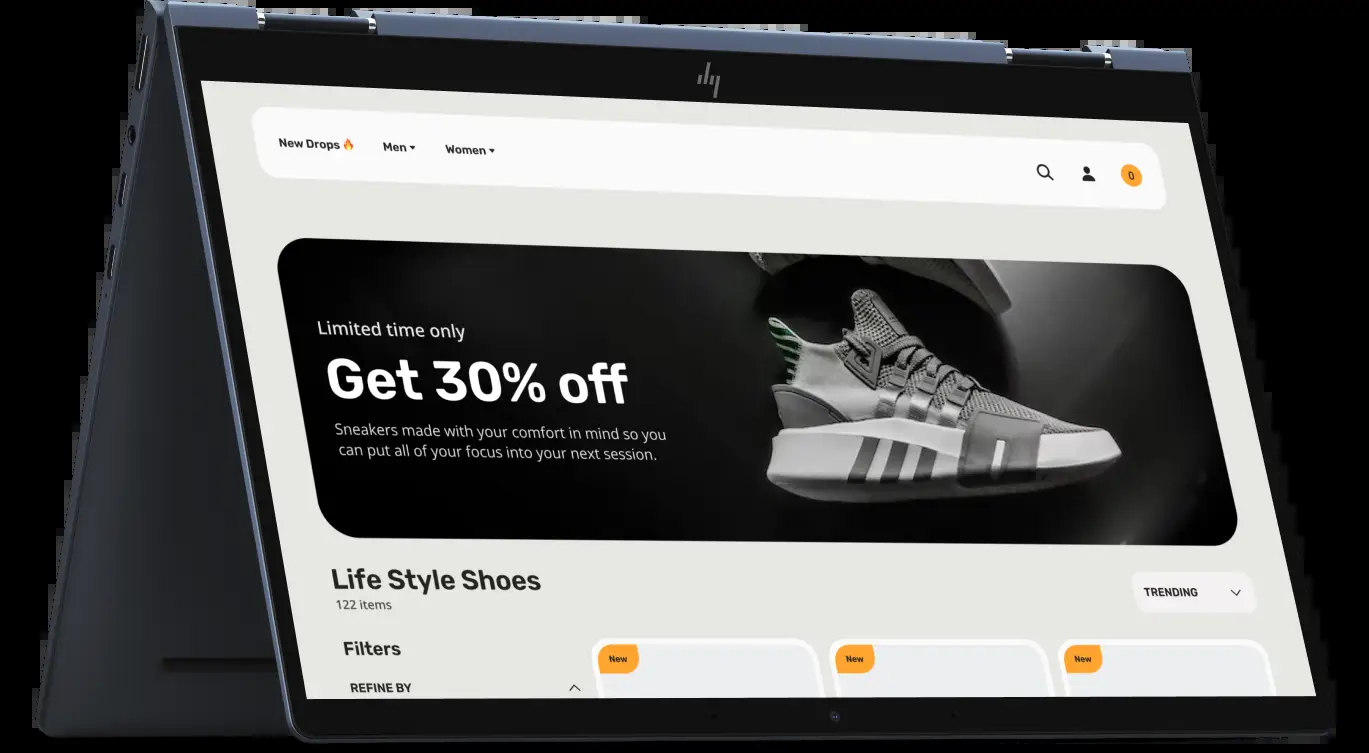 New Drops🔥 Men Women
0
Limited time only
Get 30% off
Sneakers made with your comfort in mind so you
can put all of your focus into your next session.
Life Style Shoes
122 items
TRENDING
Filters
REFINE BY
New New New